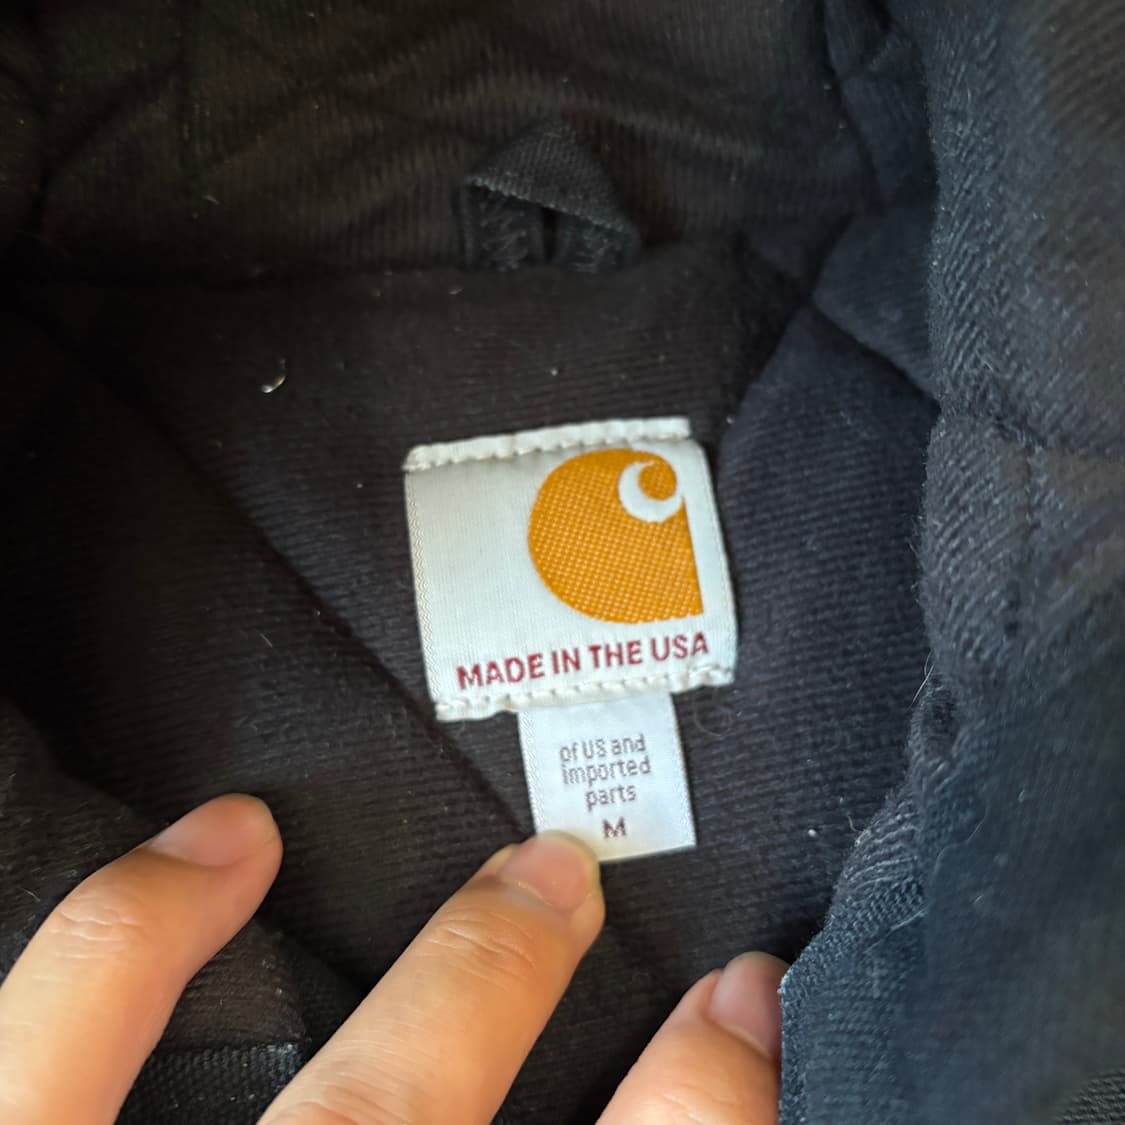 MADE IN THE USA
of US and
imported
parts
M